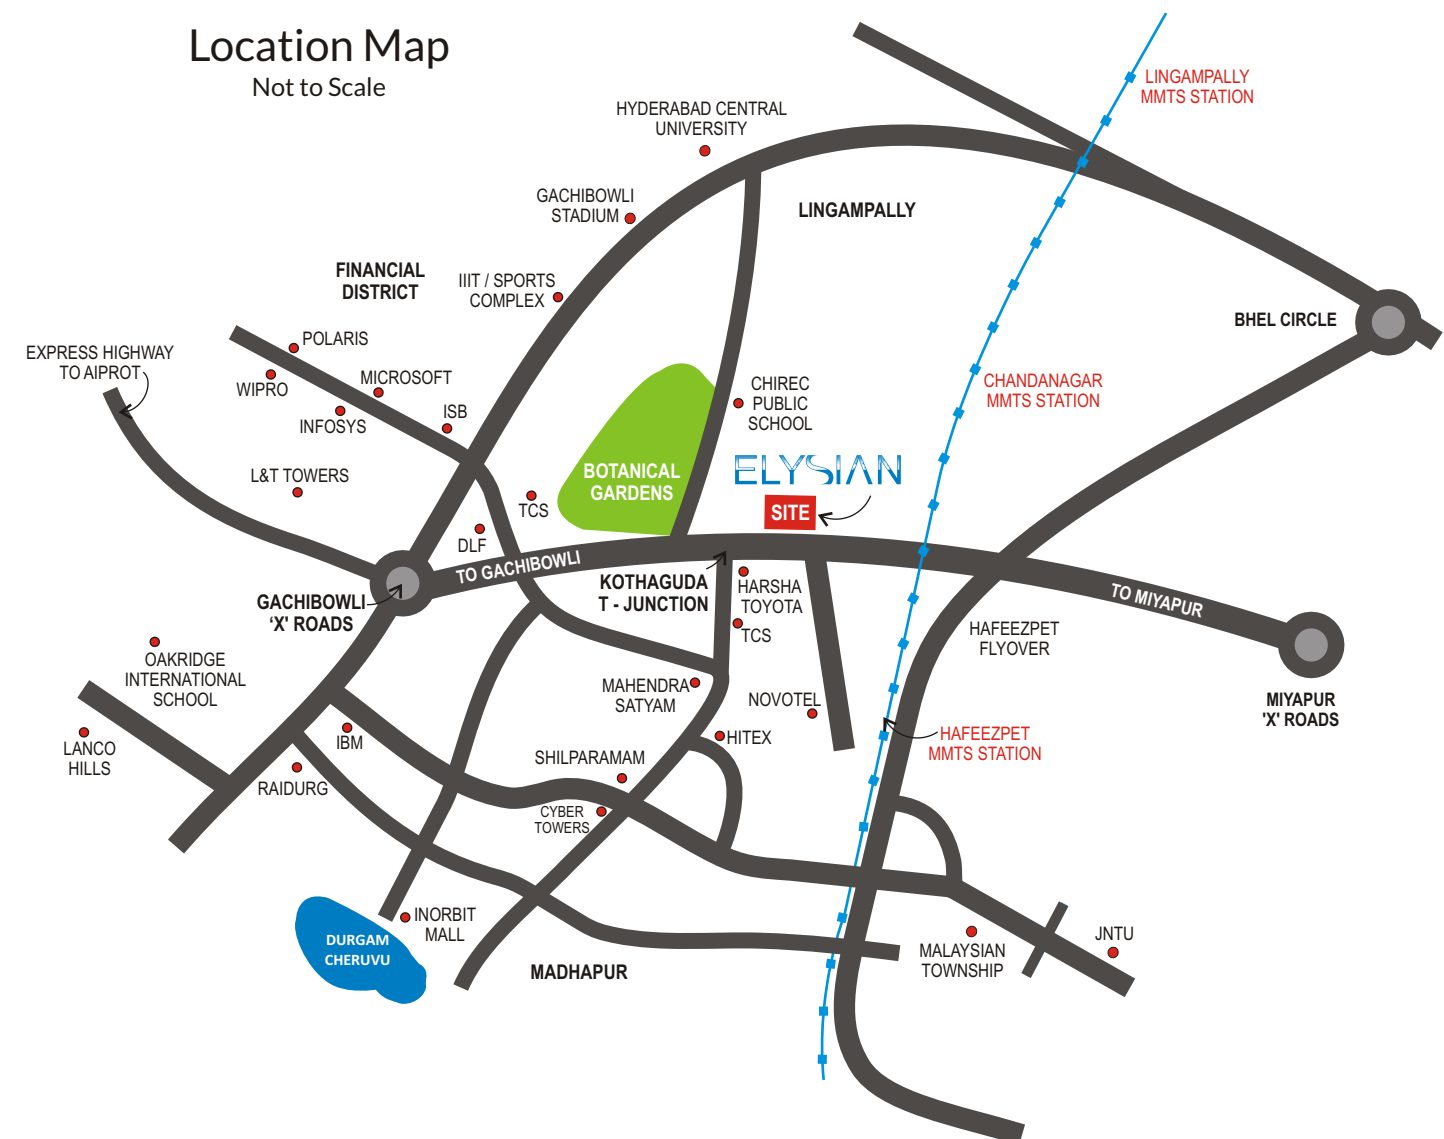 Location Map
Not to Scale
LINGAMPALLY
MMTS STATION
HYDERABAD CENTRAL
UNIVERSITY
GACHIBOWLI
STADIUM
LINGAMPALLY
FINANCIAL
DISTRICT
IIIT / SPORTS
COMPLEX
BHEL CIRCLE
POLARIS
EXPRESS HIGHWAY
TO AIPROT
WIPRO
MICROSOFT
INFOSYS
ISB
CHIREC
PUBLIC
SCHOOL
CHANDANAGAR
MMTS STATION
L&T TOWERS
BOTANICAL
GARDENS
ELYSIAN
SITE
TCS
DLF
TO GACHIBOWLI
KOTHAGUDA
T - JUNCTION
HARSHA
TOYOTA
TCS
TO MIYAPUR
GACHIBOWLI
‘X' ROADS
HAFEEZPET
FLYOVER
OAKRIDGE
INTERNATIONAL
SCHOOL
MAHENDRA
SATYAM
NOVOTEL
MIYAPUR
'X' ROADS
LANCO
HILLS
IBM
HITEX
HAFEEZPET
MMTS STATION
RAIDURG
SHILPARAMAM
CYBER
TOWERS
INORBIT
MALL
DURGAM
CHERUVU
MADHAPUR
MALAYSIAN
TOWNSHIP
JNTU